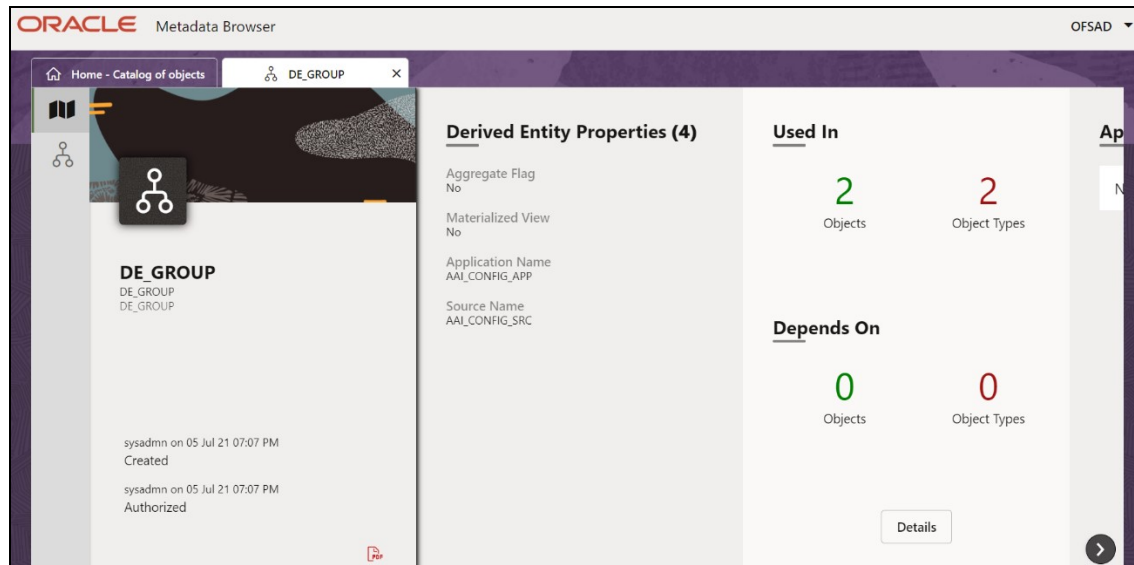 ORACLE Metadata Browser
OFSAD
Home - Catalog of objects
DE_GROUP
DE_GROUP
DE_GROUP
DE_GROUP
sysadmn on 05 Jul 21 07:07 PM
Created
sysadmn on 05 Jul 21 07:07 PM
Authorized
PDF
Derived Entity Properties (4)
Aggregate Flag
No
Materialized View
No
Application Name
AAI_CONFIG_APP
Source Name
AAI_CONFIG_SRC
Used In
2 2
Objects Object Types
Depends On
0 0
Objects Object Types
Details
Ap
N